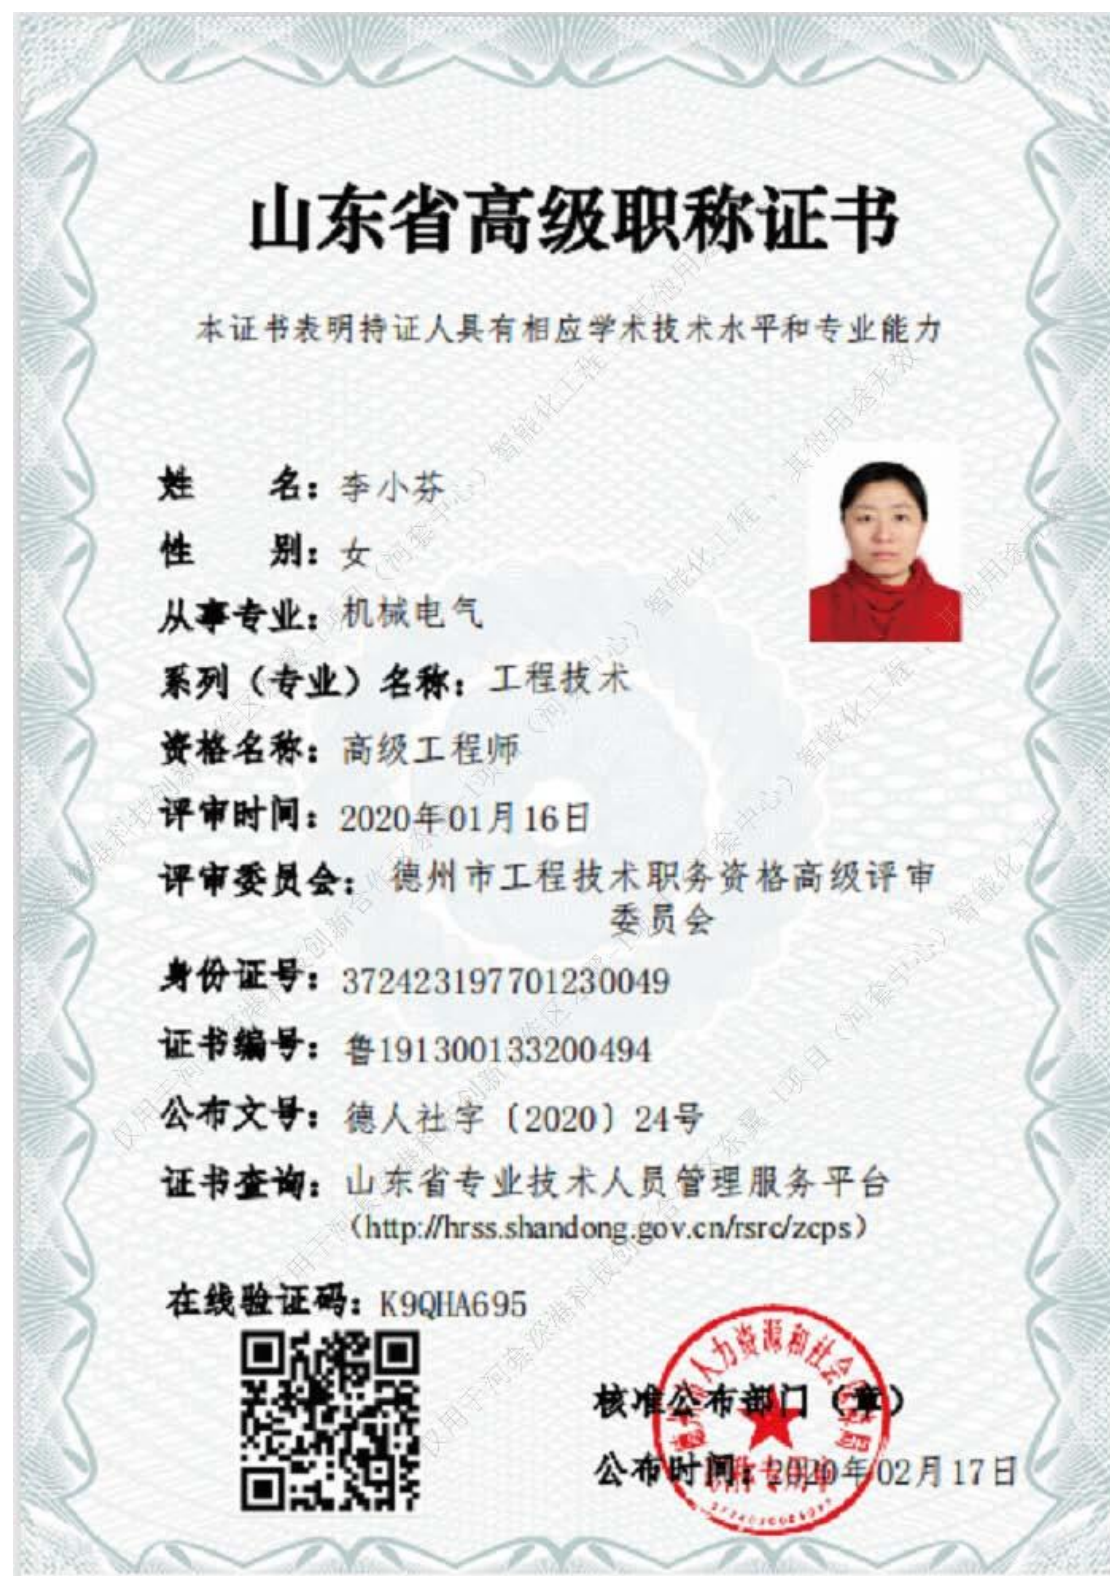 山东省高级职称证书
本证书表明持证人具有相应学术技术水平和专业能力
姓 名：李小芬
性 别：女
从事专业：机械电气
系列（专业）名称：工程技术
资格名称：高级工程师
评审时间：2020年01月16日
评审委员会：德州市工程技术职务资格高级评审
委员会
身份证号：372423197701230049
证书编号：鲁191300133200494
公布文号：德人社字〔2020〕24号
证书查询：山东省专业技术人员管理服务平台
（http://hrss.shandong.gov.cn/rsrc/zcps）
在线验证码：K9QHA695
核准公布部门（章）
公布时间：2020年02月17日